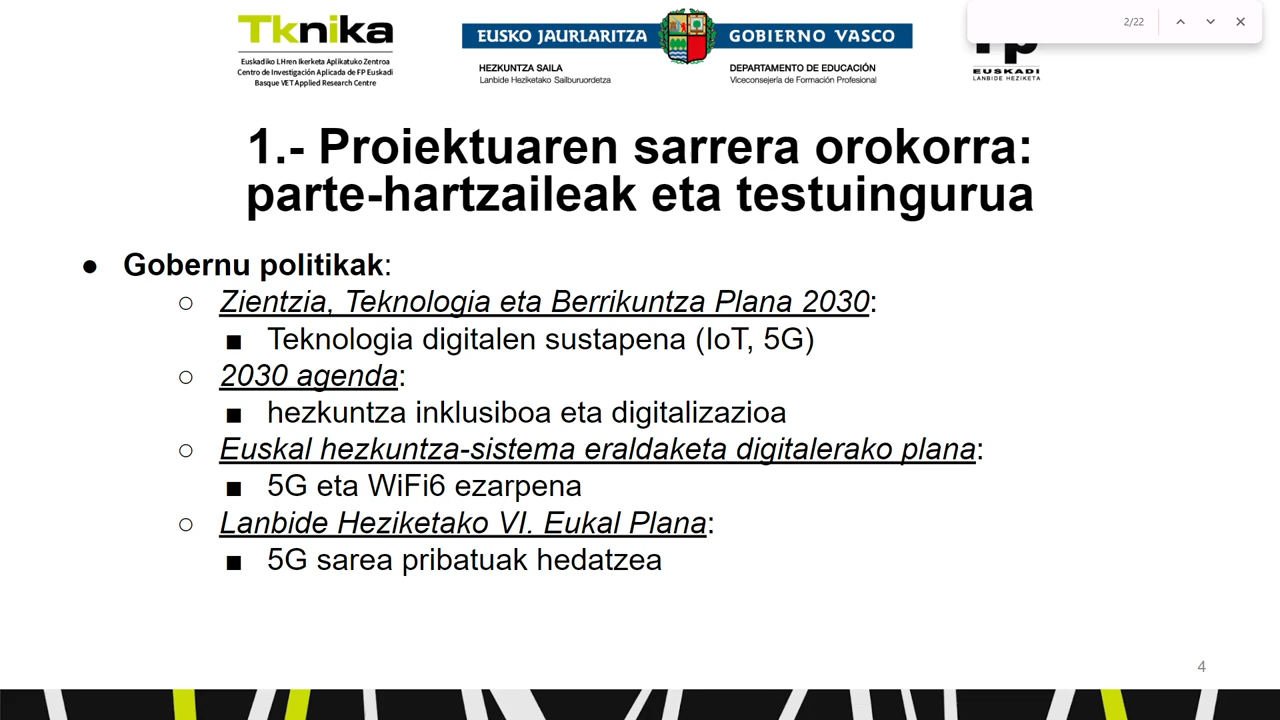 Tknika
Euskadiko LHren Ikerketa Aplikatuko Zentroa
Centro de Investigación Aplicada de FP Euskadi
Basque VET Applied Research Centre
EUSKO JAURLARITZA
GOBIERNO VASCO
HEZKUNTZA SAILA
Lanbide Heziketako Sailburuordetza
DEPARTAMENTO DE EDUCACIÓN
Viceconsejería de Formación Profesional
2/22
EUSKADI
LANBIDE HEZIKETA
1.- Proiektuaren sarrera orokorra:
parte-hartzaileak eta testuingurua
● Gobernu politikak:
○ Zientzia, Teknologia eta Berrikuntza Plana 2030:
■ Teknologia digitalen sustapena (IoT, 5G)
○ 2030 agenda:
■ hezkuntza inklusiboa eta digitalizazioa
○ Euskal hezkuntza-sistema eraldaketa digitalerako plana:
■ 5G eta WiFi6 ezarpena
○ Lanbide Heziketako VI. Eukal Plana:
■ 5G sarea pribatuak hedatzea
4